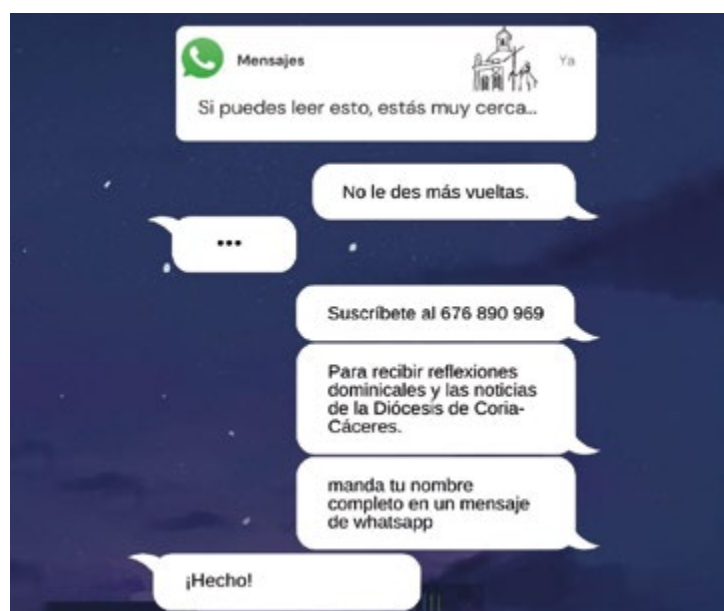 Mensajes Ya
Si puedes leer esto, estás muy cerca...
No le des más vueltas.
•••
Suscríbete al 676 890 969
Para recibir reflexiones
dominicales y las noticias
de la Diócesis de Coria-
Cáceres.
manda tu nombre
completo en un mensaje
de whatsapp
¡Hecho!